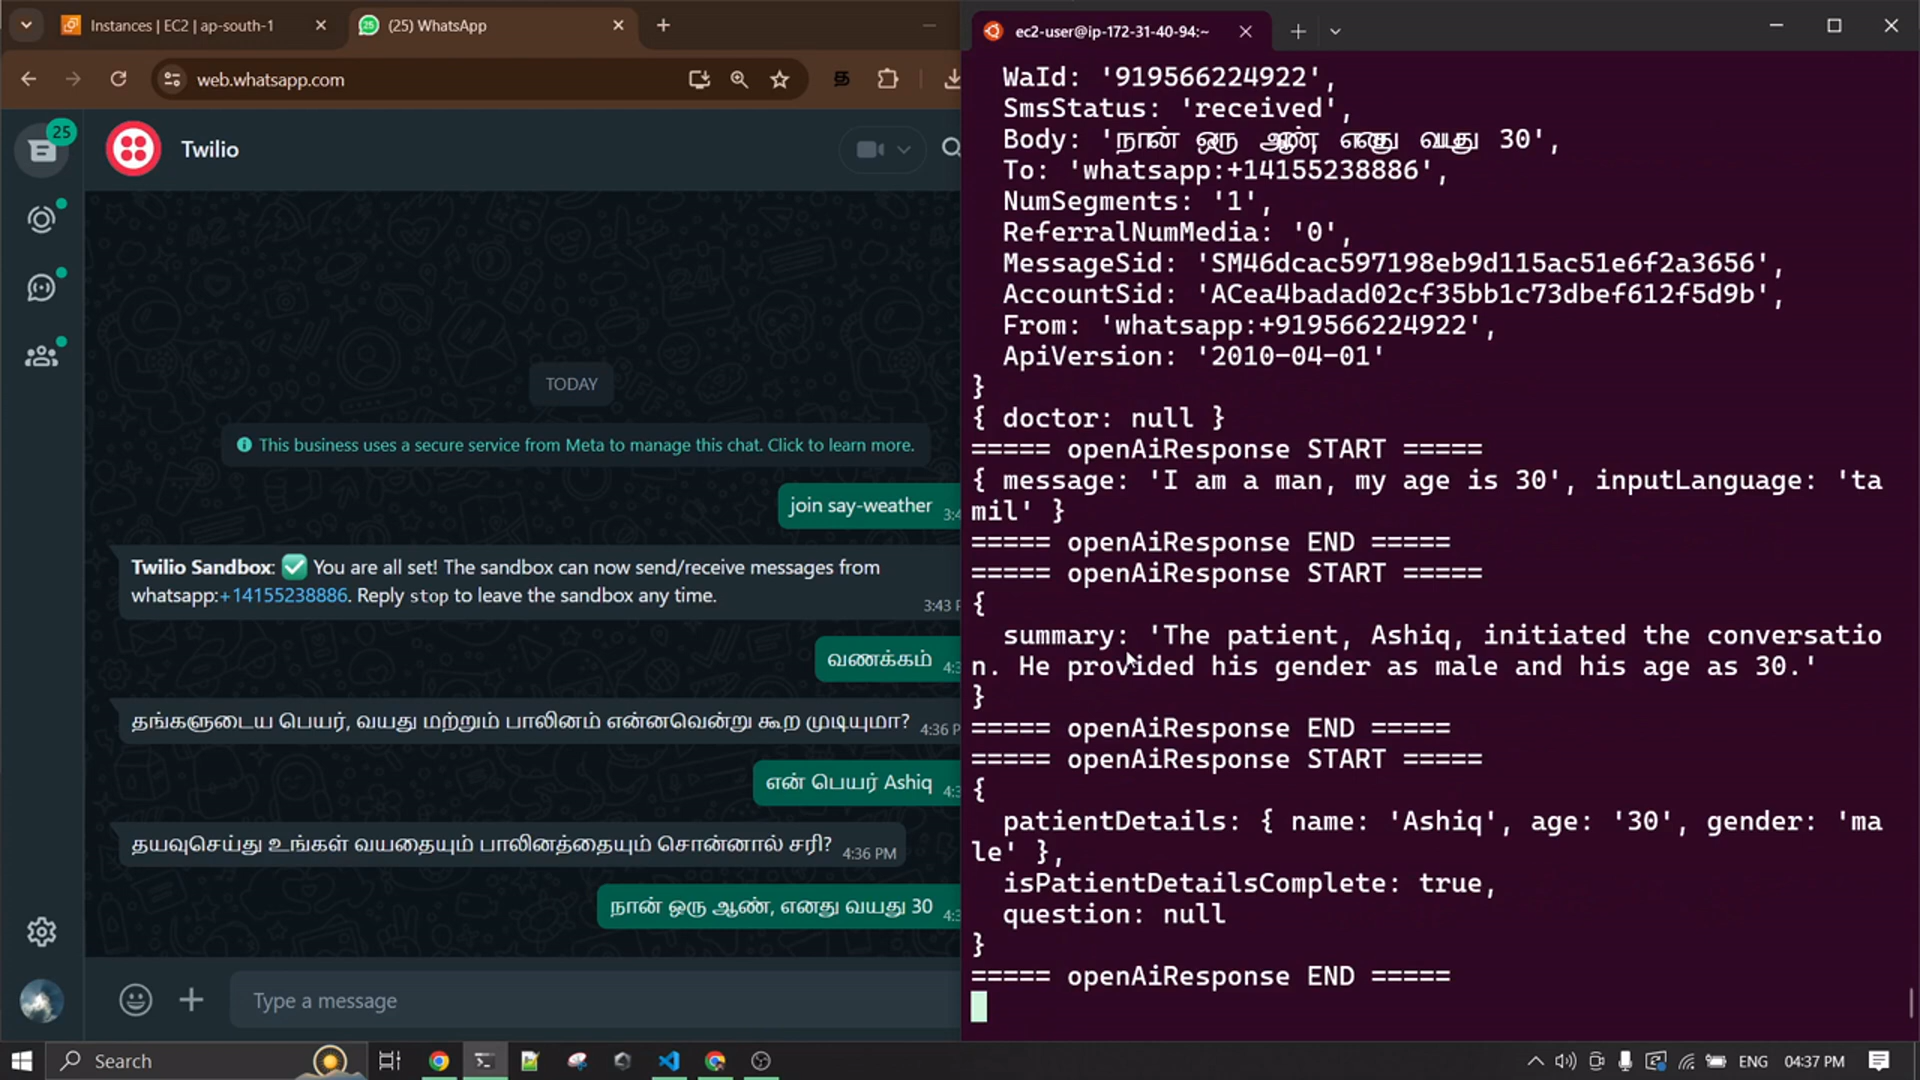 Instances | EC2 | ap-south-1
(25) WhatsApp
web.whatsapp.com
25
Twilio
TODAY
This business uses a secure service from Meta to manage this chat. Click to learn more.
join say-weather
Twilio Sandbox: ✅ You are all set! The sandbox can now send/receive messages from
whatsapp:+14155238886. Reply stop to leave the sandbox any time.
3:43
வணக்கம்
தங்களுடைய பெயர், வயது மற்றும் பாலினம் என்னவென்று கூற முடியுமா?
4:36 P
என் பெயர் Ashiq
தயவுசெய்து உங்கள் வயதையும் பாலினத்தையும் சொன்னால் சரி?
4:36 PM
நான் ஒரு ஆண், எனது வயது 30
Type a message
ec2-user@ip-172-31-40-94:~
WaId: '919566224922',
SmsStatus: 'received',
Body: 'நான் ஒரு ஆண், எனது வயது 30',
To: 'whatsapp:+14155238886',
NumSegments: '1',
ReferralNumMedia: '0',
MessageSid: 'SM46dcac597198eb9d115ac51e6f2a3656',
AccountSid: 'ACea4badad02cf35bb1c73dbef612f5d9b',
From: 'whatsapp:+919566224922',
ApiVersion: '2010-04-01'
}
{ doctor: null }
===== openAiResponse START =====
{ message: 'I am a man, my age is 30', inputLanguage: 'ta
mil' }
===== openAiResponse END =====
===== openAiResponse START =====
{
summary: 'The patient, Ashiq, initiated the conversatio
n. He provided his gender as male and his age as 30.'
}
===== openAiResponse END =====
===== openAiResponse START =====
{
patientDetails: { name: 'Ashiq', age: '30', gender: 'ma
le' },
isPatientDetailsComplete: true,
question: null
}
===== openAiResponse END =====
Search
ENG
04:37 PM